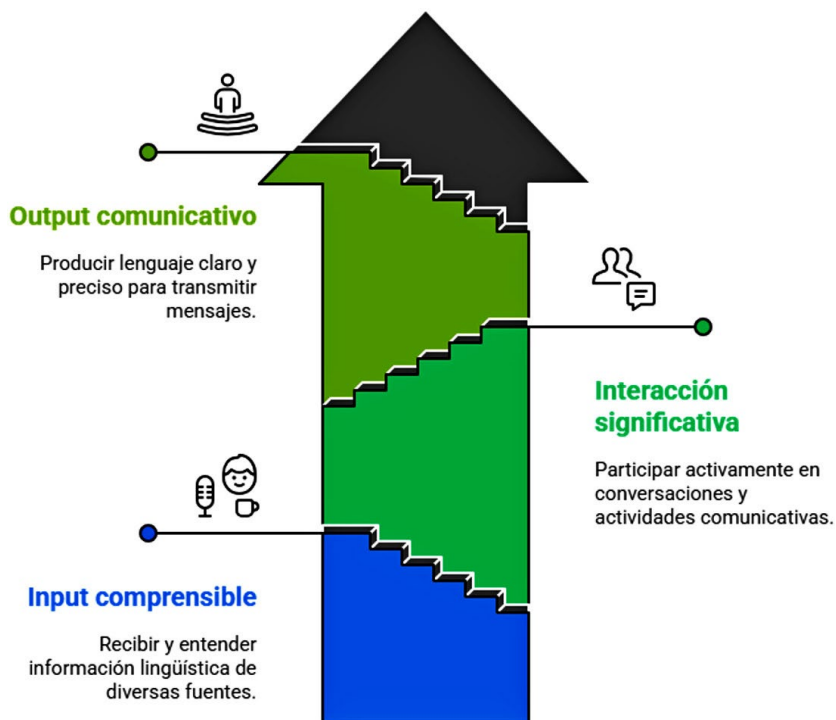 Output comunicativo
Producir lenguaje claro y
preciso para transmitir
mensajes.
Interacción
significativa
Participar activamente en
conversaciones y
actividades comunicativas.
Input comprensible
Recibir y entender
información lingüística de
diversas fuentes.